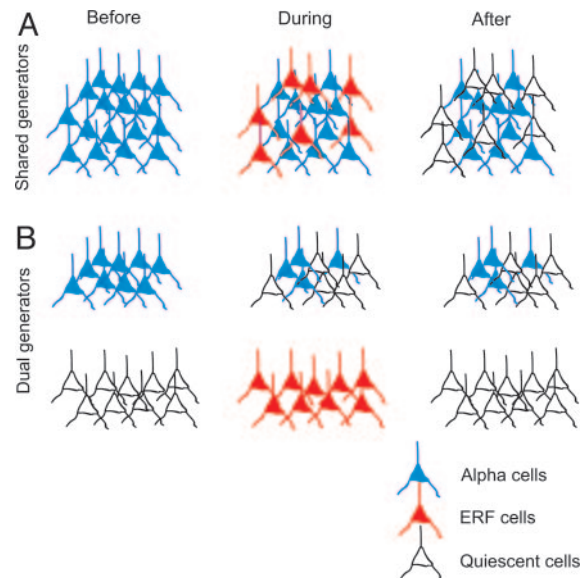 A
Before
During
After
Shared generators
B
Dual generators
Alpha cells
ERF cells
Quiescent cells